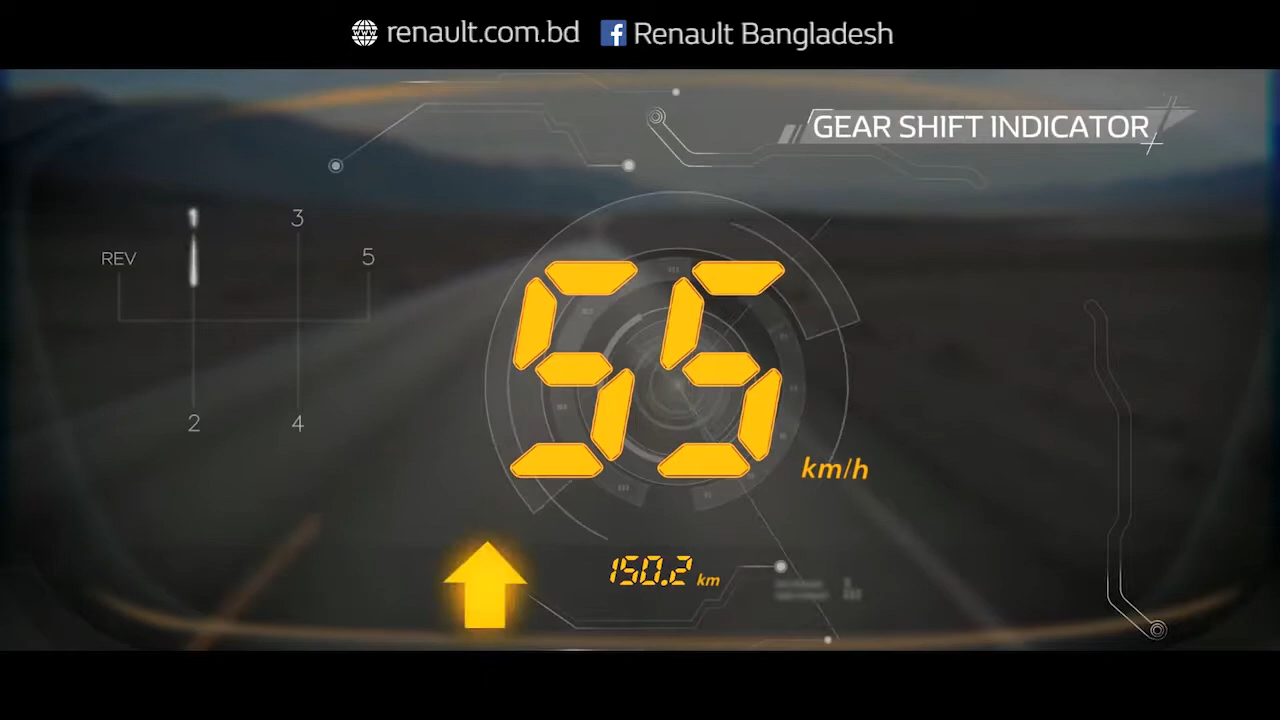 renault.com.bd Renault Bangladesh
GEAR SHIFT INDICATOR
1 3
REV 5
2 4
55 km/h
150.2 km